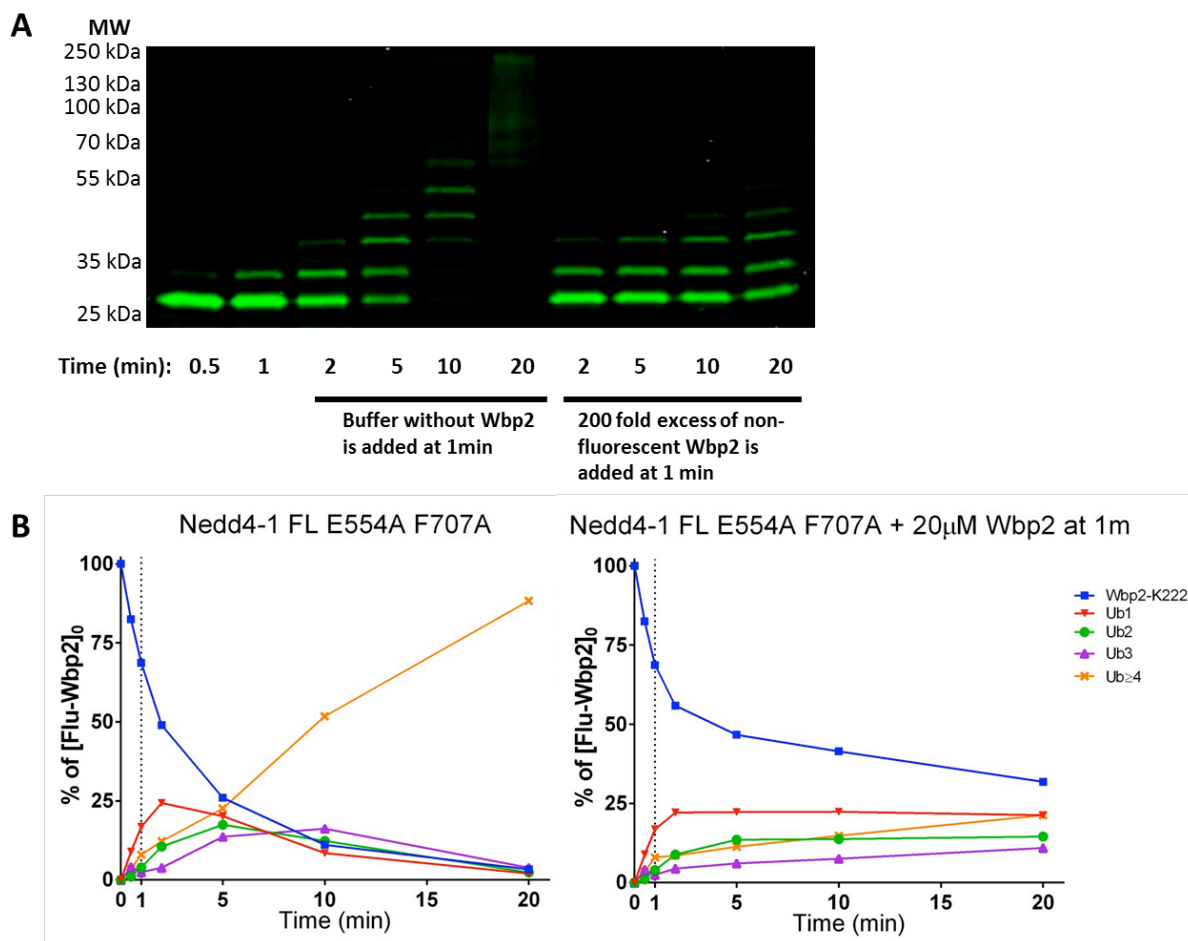 A
MW
250 kDa
130 kDa
100 kDa
70 kDa
55 kDa
35 kDa
25 kDa
Time (min): 0.5 1 2 5 10 20 2 5 10 20
Buffer without Wbp2
is added at 1min
200 fold excess of non-
fluorescent Wbp2 is
added at 1 min
B
Nedd4-1 FL E554A F707A
% of [Flu-Wbp2]0
100
75
50
25
0
0 1 5 10 15 20
Time (min)
Nedd4-1 FL E554A F707A + 20μM Wbp2 at 1m
% of [Flu-Wbp2]0
100
75
50
25
0
0 1 5 10 15 20
Time (min)
Wbp2-K222
Ub1
Ub2
Ub3
Ub≥4